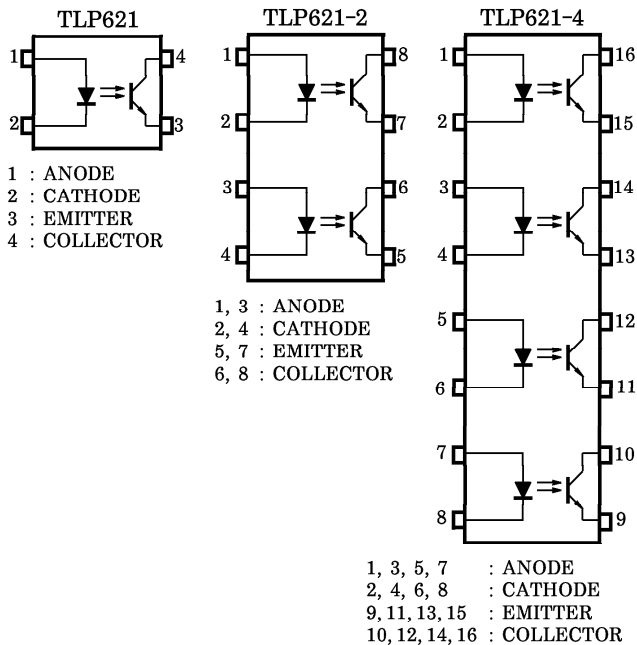 TLP621
1
4
2
3
1 : ANODE
2 : CATHODE
3 : EMITTER
4 : COLLECTOR
TLP621-2
1
8
2
7
3
6
4
5
1, 3 : ANODE
2, 4 : CATHODE
5, 7 : EMITTER
6, 8 : COLLECTOR
TLP621-4
1
16
2
15
3
14
4
13
5
12
6
11
7
10
8
9
1, 3, 5, 7 : ANODE
2, 4, 6, 8 : CATHODE
9, 11, 13, 15 : EMITTER
10, 12, 14, 16 : COLLECTOR